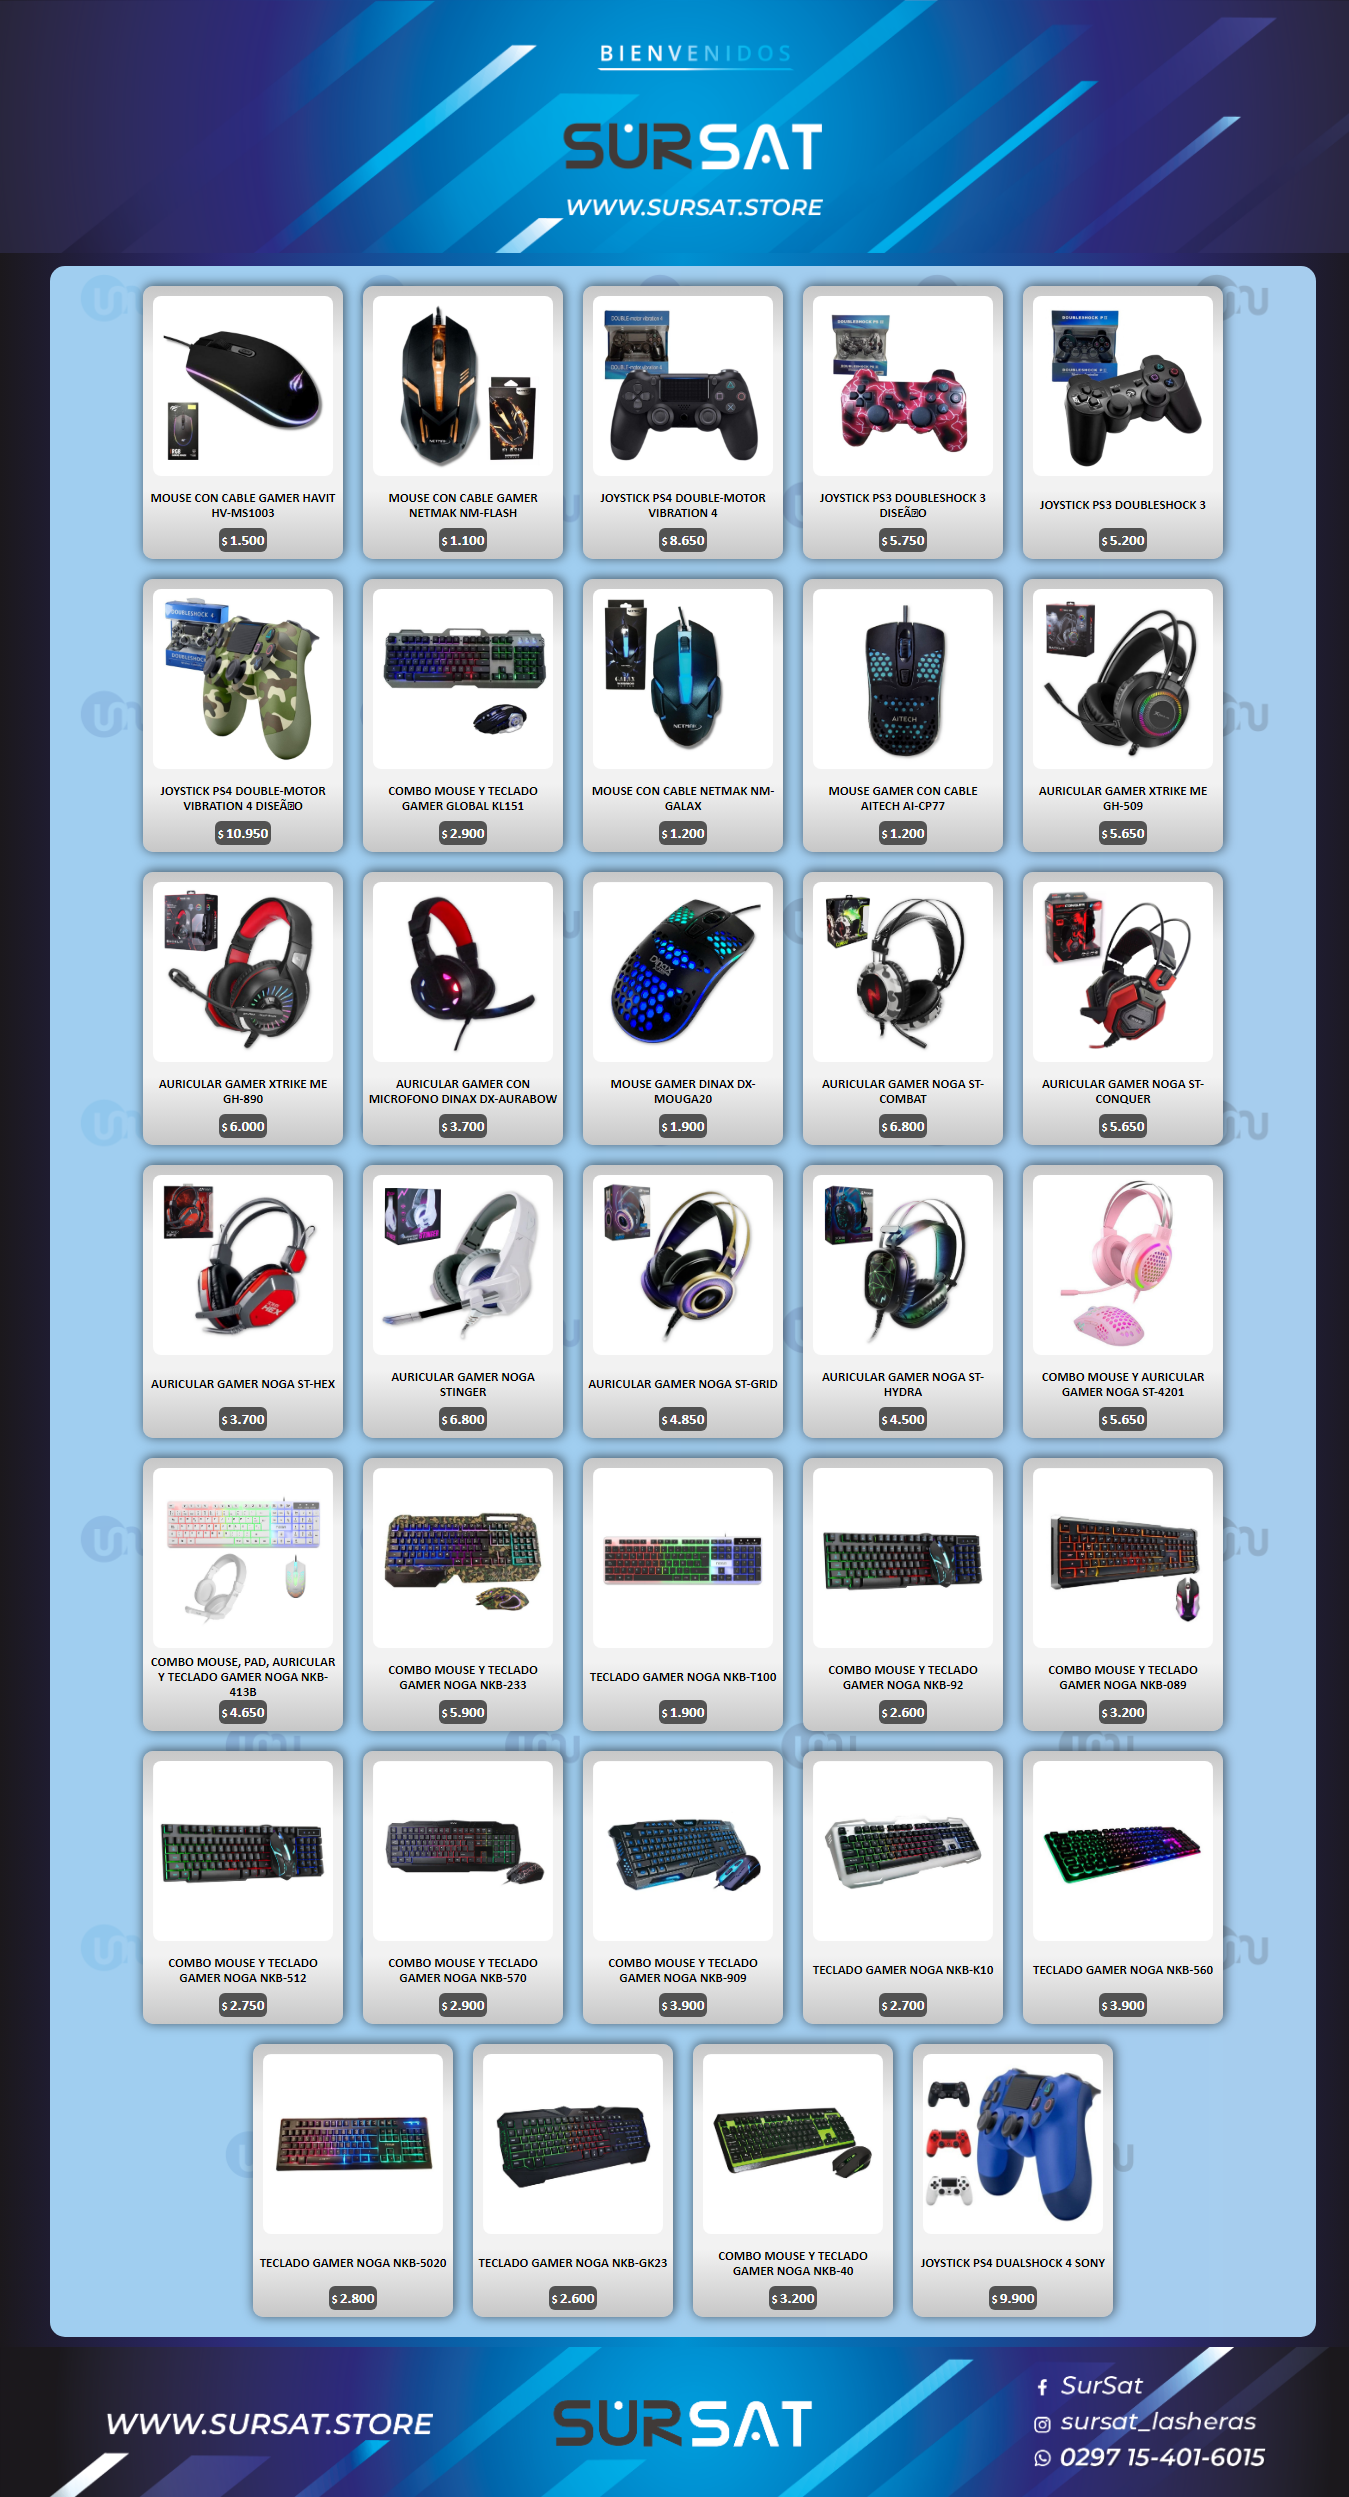 BIENVENIDOS
SURSAT
WWW.SURSAT.STORE
MOUSE CON CABLE GAMER HAVIT
HV-MS1003
$ 1.500
MOUSE CON CABLE GAMER
NETMAK NM-FLASH
$ 1.100
JOYSTICK PS4 DOUBLE-MOTOR
VIBRATION 4
$ 8.650
JOYSTICK PS3 DOUBLESHOCK 3
DISEÃO
$ 5.750
JOYSTICK PS3 DOUBLESHOCK 3
$ 5.200
JOYSTICK PS4 DOUBLE-MOTOR
VIBRATION 4 DISEÃO
$ 10.950
COMBO MOUSE Y TECLADO
GAMER GLOBAL KL151
$ 2.900
MOUSE CON CABLE NETMAK NM-
GALAX
$ 1.200
MOUSE GAMER CON CABLE
AITECH AI-CP77
$ 1.200
AURICULAR GAMER XTRIKE ME
GH-509
$ 5.650
AURICULAR GAMER XTRIKE ME
GH-890
$ 6.000
AURICULAR GAMER CON
MICROFONO DINAX DX-AURABOW
$ 3.700
MOUSE GAMER DINAX DX-
MOUGA20
$ 1.900
AURICULAR GAMER NOGA ST-
COMBAT
$ 6.800
AURICULAR GAMER NOGA ST-
CONQUER
$ 5.650
AURICULAR GAMER NOGA ST-HEX
$ 3.700
AURICULAR GAMER NOGA
STINGER
$ 6.800
AURICULAR GAMER NOGA ST-GRID
$ 4.850
AURICULAR GAMER NOGA ST-
HYDRA
$ 4.500
COMBO MOUSE Y AURICULAR
GAMER NOGA ST-4201
$ 5.650
COMBO MOUSE, PAD, AURICULAR
Y TECLADO GAMER NOGA NKB-
413B
$ 4.650
COMBO MOUSE Y TECLADO
GAMER NOGA NKB-233
$ 5.900
TECLADO GAMER NOGA NKB-T100
$ 1.900
COMBO MOUSE Y TECLADO
GAMER NOGA NKB-92
$ 2.600
COMBO MOUSE Y TECLADO
GAMER NOGA NKB-089
$ 3.200
COMBO MOUSE Y TECLADO
GAMER NOGA NKB-512
$ 2.750
COMBO MOUSE Y TECLADO
GAMER NOGA NKB-570
$ 2.900
COMBO MOUSE Y TECLADO
GAMER NOGA NKB-909
$ 3.900
TECLADO GAMER NOGA NKB-K10
$ 2.700
TECLADO GAMER NOGA NKB-560
$ 3.900
TECLADO GAMER NOGA NKB-5020
$ 2.800
TECLADO GAMER NOGA NKB-GK23
$ 2.600
COMBO MOUSE Y TECLADO
GAMER NOGA NKB-40
$ 3.200
JOYSTICK PS4 DUALSHOCK 4 SONY
$ 9.900
WWW.SURSAT.STORE
SURSAT
SurSat
sursat_lasheras
0297 15-401-6015